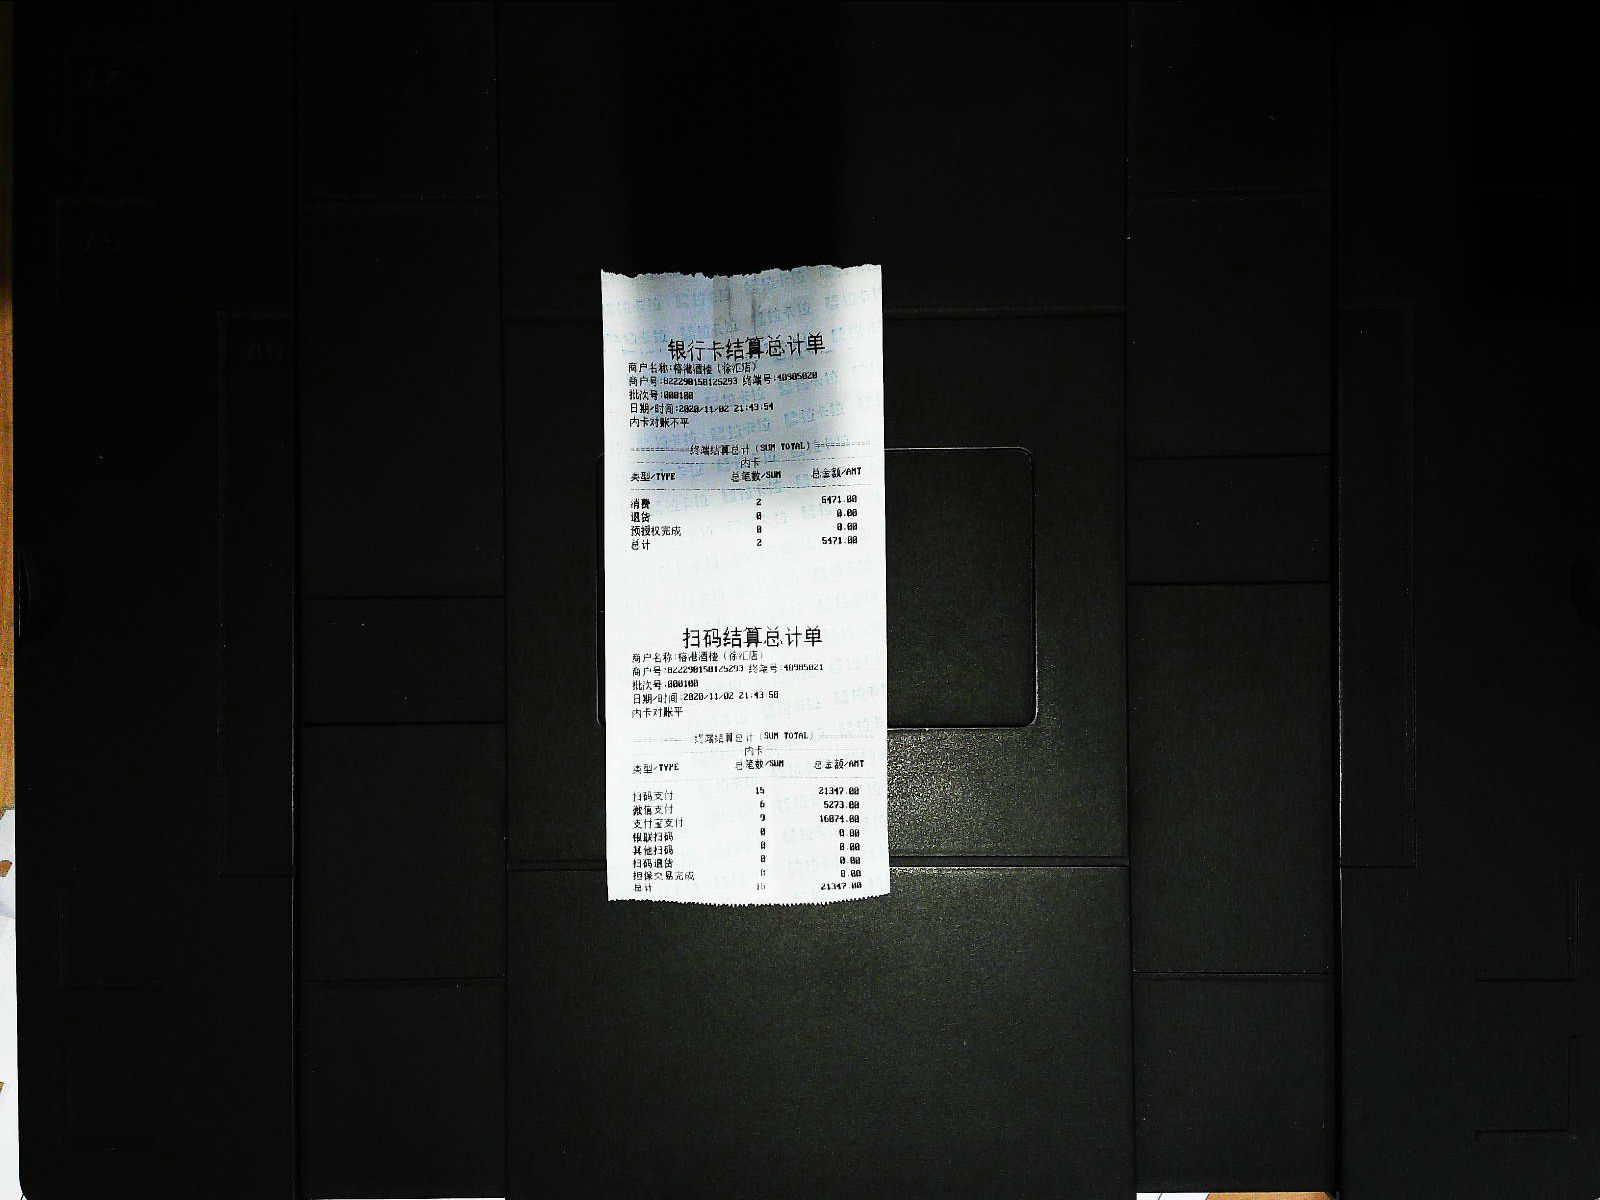 银行卡结算总计单
商户名称:榕港酒楼(徐汇店)
商户号:822290158125293 终端号:48985020
批次号:000100
日期/时间:2020/11/02 21:43:54
内卡对账不平
终端结算总计(SUM TOTAL)
内卡
类型/TYPE 总笔数/SUM 总金额/AMT
消费 2 5471.00
退货 0 0.00
预授权完成 0 0.00
总计 2 5471.00
扫码结算总计单
商户名称:榕港酒楼(徐汇店)
商户号:822290158125293 终端号:48985021
批次号:000100
日期/时间:2020/11/02 21:43:58
内卡对账平
终端结算总计(SUM TOTAL)
内卡
类型/TYPE 总笔数/SUM 总金额/AMT
扫码支付 15 21347.00
微信支付 6 5273.00
支付宝支付 9 16074.00
银联扫码 0 0.00
其他扫码 0 0.00
扫码退货 0 0.00
担保交易完成 0 0.00
总计 15 21347.00